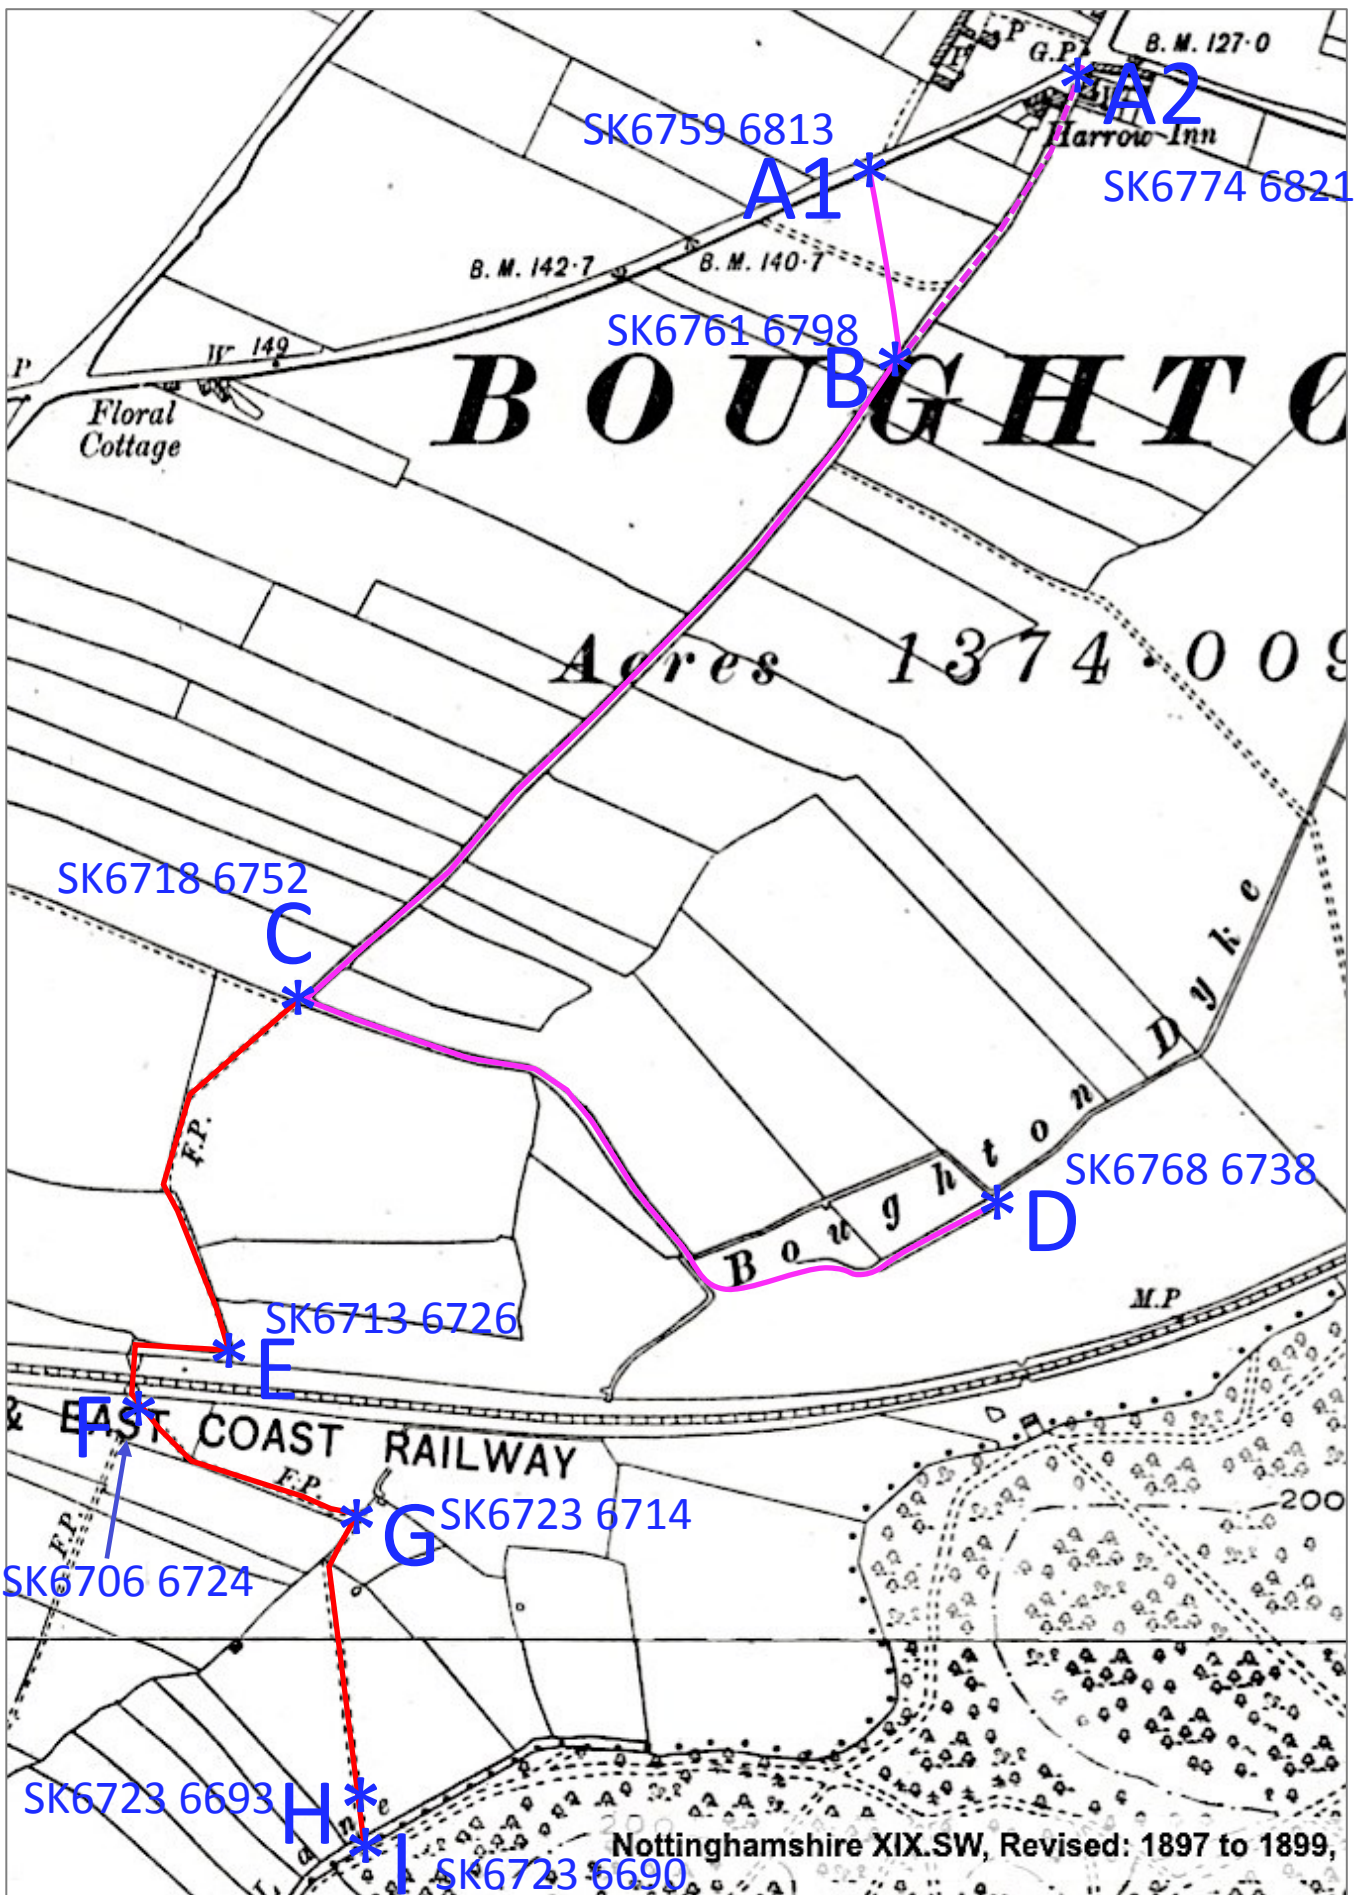 P
P
G.P.
B.M. 127·0
A2
Harrow Inn
SK6759 6813
A1
SK6774 6821
B.M. 142·7
B.M. 140·7
SK6761 6798
B
W
149
P
Floral
Cottage
BOUGHTO
Acres 1374·009
SK6718 6752
C
F.P.
Boughton Dyke
SK6768 6738
D
M.P
SK6713 6726
E
F
& EAST COAST RAILWAY
F.P.
F.P.
SK6723 6714
G
200
SK6706 6724
SK6723 6693
H
Lane
200
Nottinghamshire XIX.SW, Revised: 1897 to 1899,
I
SK6723 6690